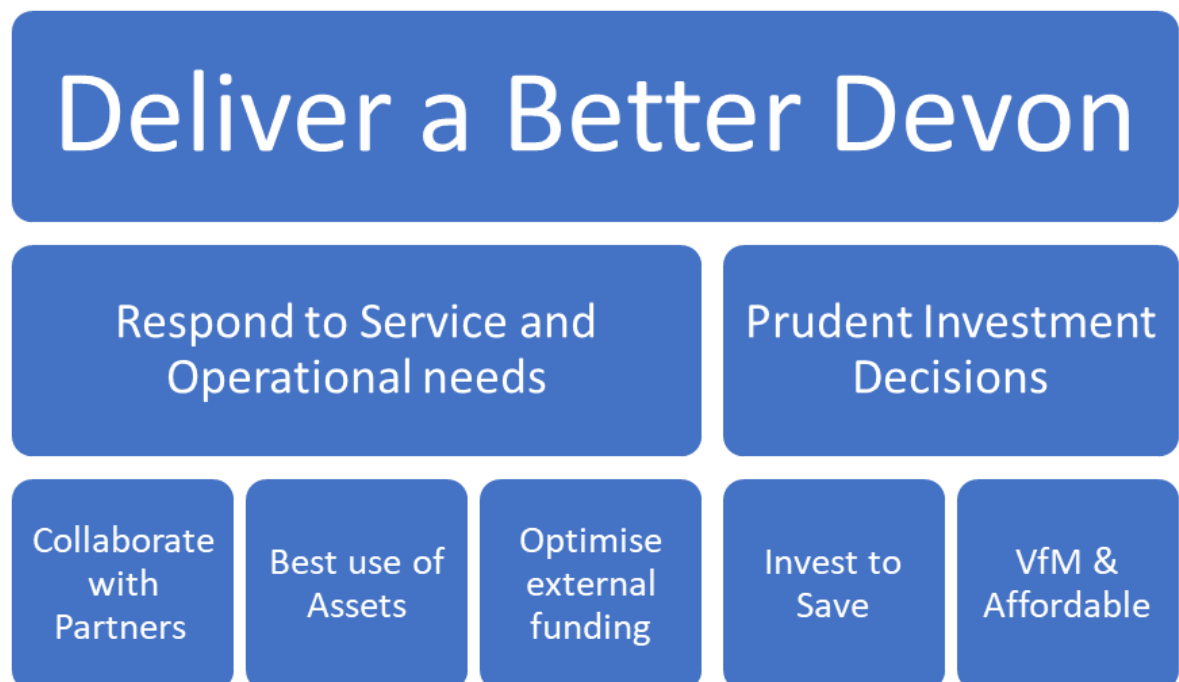 Deliver a Better Devon
Respond to Service and
Operational needs
Prudent Investment
Decisions
Collaborate
with
Partners
Best use of
Assets
Optimise
external
funding
Invest to
Save
VfM &
Affordable